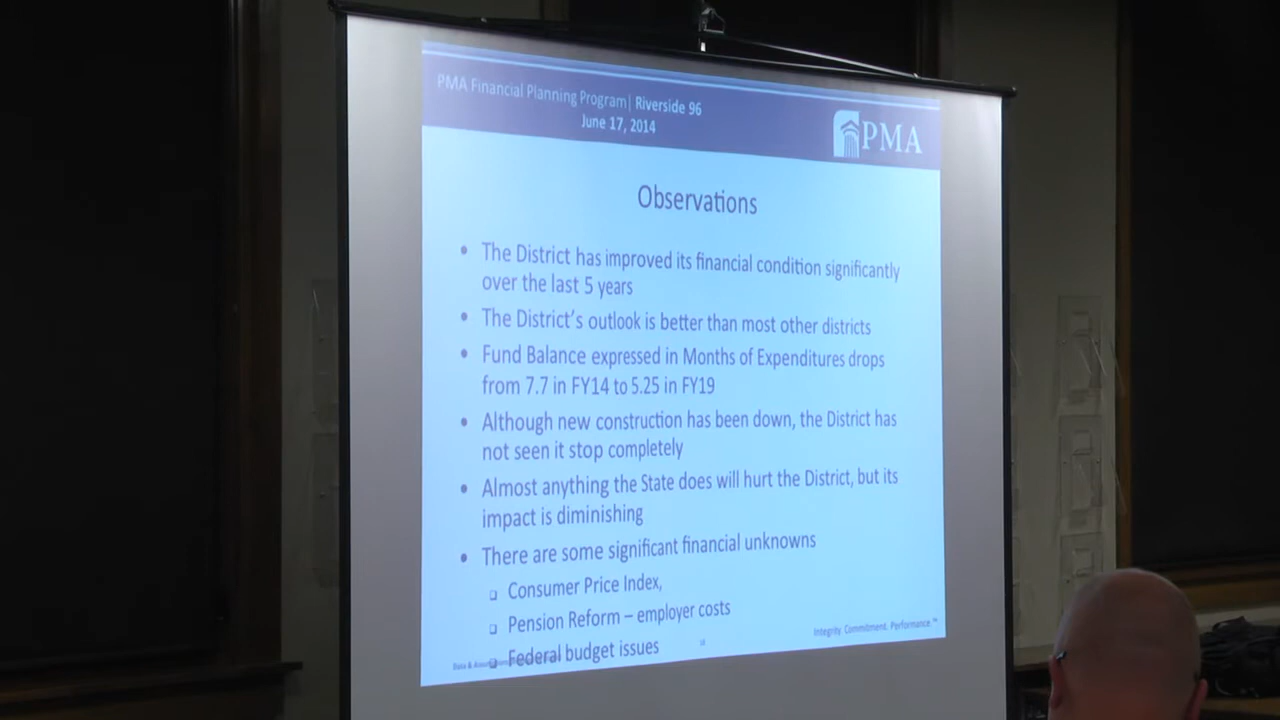 PMA Financial Planning Program| Riverside 96
June 17, 2014
PMA
Observations
• The District has improved its financial condition significantly
over the last 5 years
• The District's outlook is better than most other districts
• Fund Balance expressed in Months of Expenditures drops
from 7.7 in FY14 to 5.25 in FY19
• Although new construction has been down, the District has
not seen it stop completely
• Almost anything the State does will hurt the District, but its
impact is diminishing
• There are some significant financial unknowns
❑ Consumer Price Index,
❑ Pension Reform – employer costs
❑ Federal budget issues
Data &
Integrity. Commitment. Performance.™